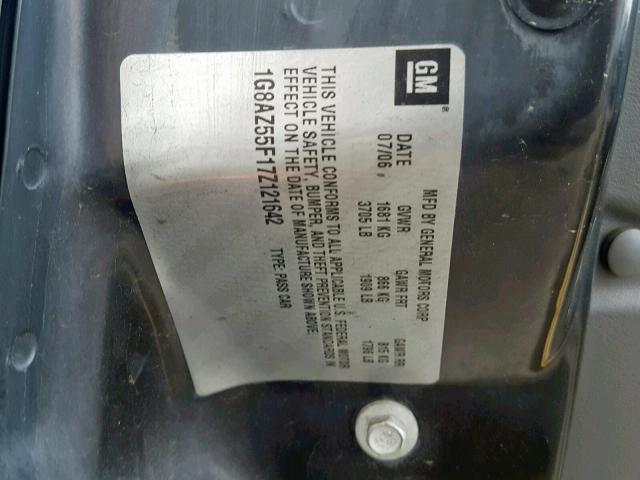 GM®
MFD BY GENERAL MOTORS CORP
DATE GVWR GAWR FRT GAWR RR
07/06 1681 KG 866 KG 815 KG
3705 LB 1909 LB 1796 LB
THIS VEHICLE CONFORMS TO ALL APPLICABLE U.S. FEDERAL MOTOR
VEHICLE SAFETY, BUMPER, AND THEFT PREVENTION STANDARDS IN
EFFECT ON THE DATE OF MANUFACTURE SHOWN ABOVE.
1G8AZ55F17Z121642 TYPE: PASS CAR